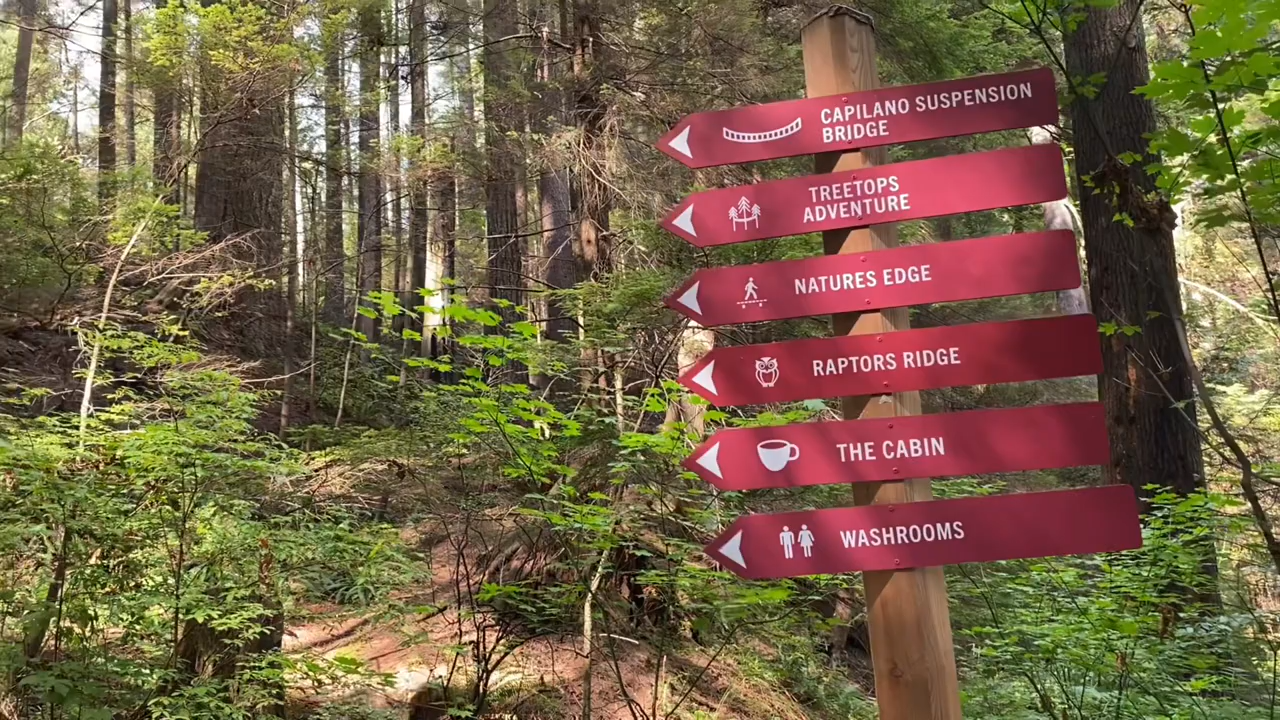 CAPILANO SUSPENSION
BRIDGE
TREETOPS
ADVENTURE
NATURES EDGE
RAPTORS RIDGE
THE CABIN
WASHROOMS